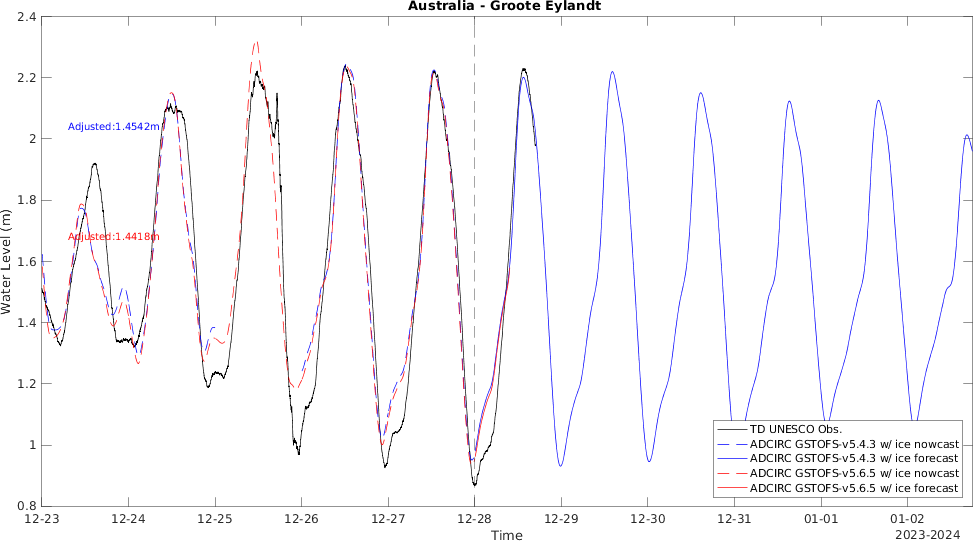 Australia - Groote Eylandt
2.4
2.2
2
1.8
1.6
1.4
1.2
1
0.8
Water Level (m)
Adjusted:1.4542m
Adjusted:1.4418m
TD UNESCO Obs.
ADCIRC GSTOFS-v5.4.3 w/ ice nowcast
ADCIRC GSTOFS-v5.4.3 w/ ice forecast
ADCIRC GSTOFS-v5.6.5 w/ ice nowcast
ADCIRC GSTOFS-v5.6.5 w/ ice forecast
12-23 12-24 12-25 12-26 12-27 12-28 12-29 12-30 12-31 01-01 01-02
Time
2023-2024